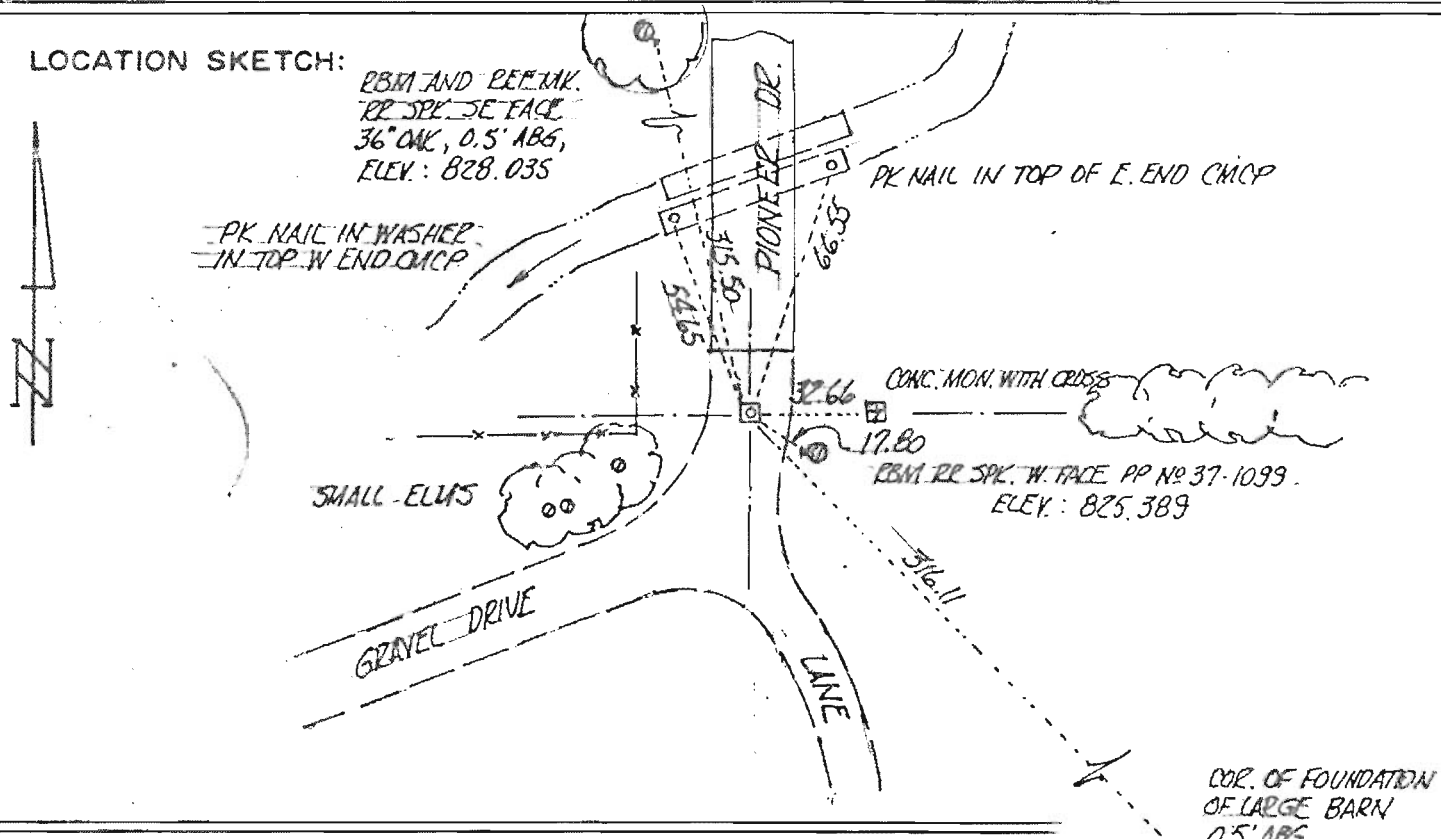 LOCATION SKETCH:
RBM AND REF. MK.
RR SPK. SE FACE
36" OAK, 0.5' ABG,
ELEV.: 828.035
PIONEER DR.
PK NAIL IN TOP OF E. END CMCP
PK NAIL IN WASHER
IN TOP W END CMCP
54.65
315.50
66.55
N
32.66
CONC. MON. WITH CROSS
17.80
RBM RR SPK. W. FACE PP Nº 37-1099.
ELEV.: 825.389
SMALL ELMS
316.11
GRAVEL DRIVE
LANE
COR. OF FOUNDATION
OF LARGE BARN
0.5' ABG